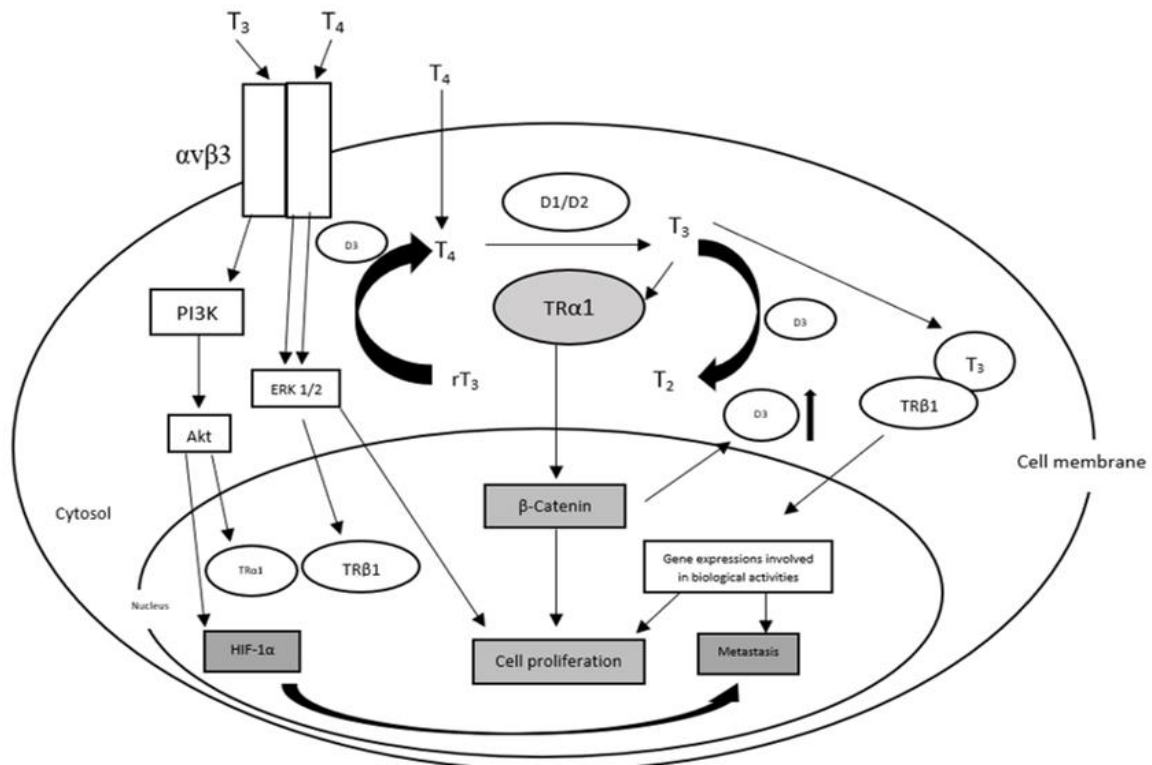 T₃
T₄
T₄
αvβ3
D1/D2
D3
T₄
T₃
TRα1
D3
PI3K
T₃
rT₃
T₂
ERK 1/2
TRβ1
D3
Akt
Cell membrane
β-Catenin
Cytosol
Gene expressions involved
in biological activities
TRα1
TRβ1
Nucleus
HIF-1α
Cell proliferation
Metastasis